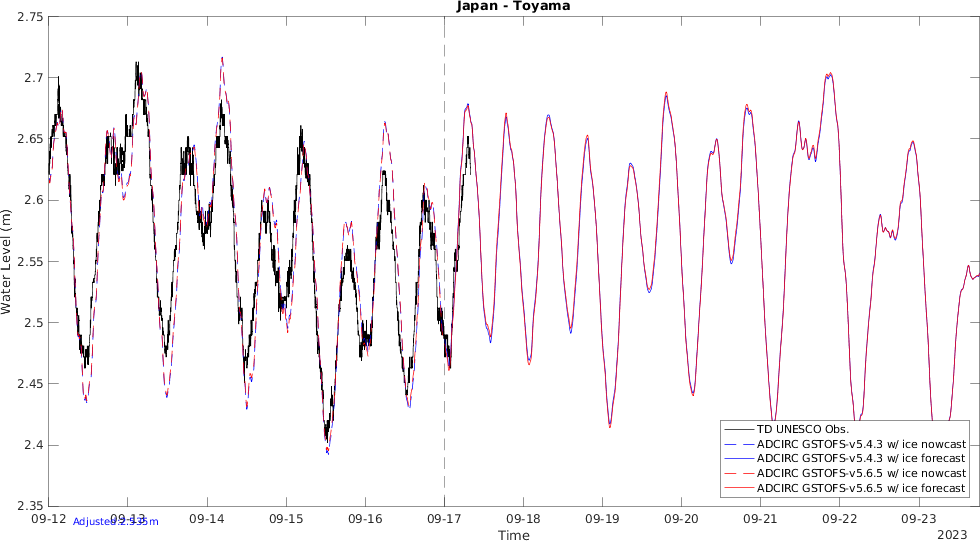 Japan - Toyama
2.75
2.7
2.65
2.6
2.55
2.5
2.45
2.4
2.35
Water Level (m)
TD UNESCO Obs.
ADCIRC GSTOFS-v5.4.3 w/ ice nowcast
ADCIRC GSTOFS-v5.4.3 w/ ice forecast
ADCIRC GSTOFS-v5.6.5 w/ ice nowcast
ADCIRC GSTOFS-v5.6.5 w/ ice forecast
09-12 09-13 09-14 09-15 09-16 09-17 09-18 09-19 09-20 09-21 09-22 09-23
Adjusted:2.535m
Time
2023